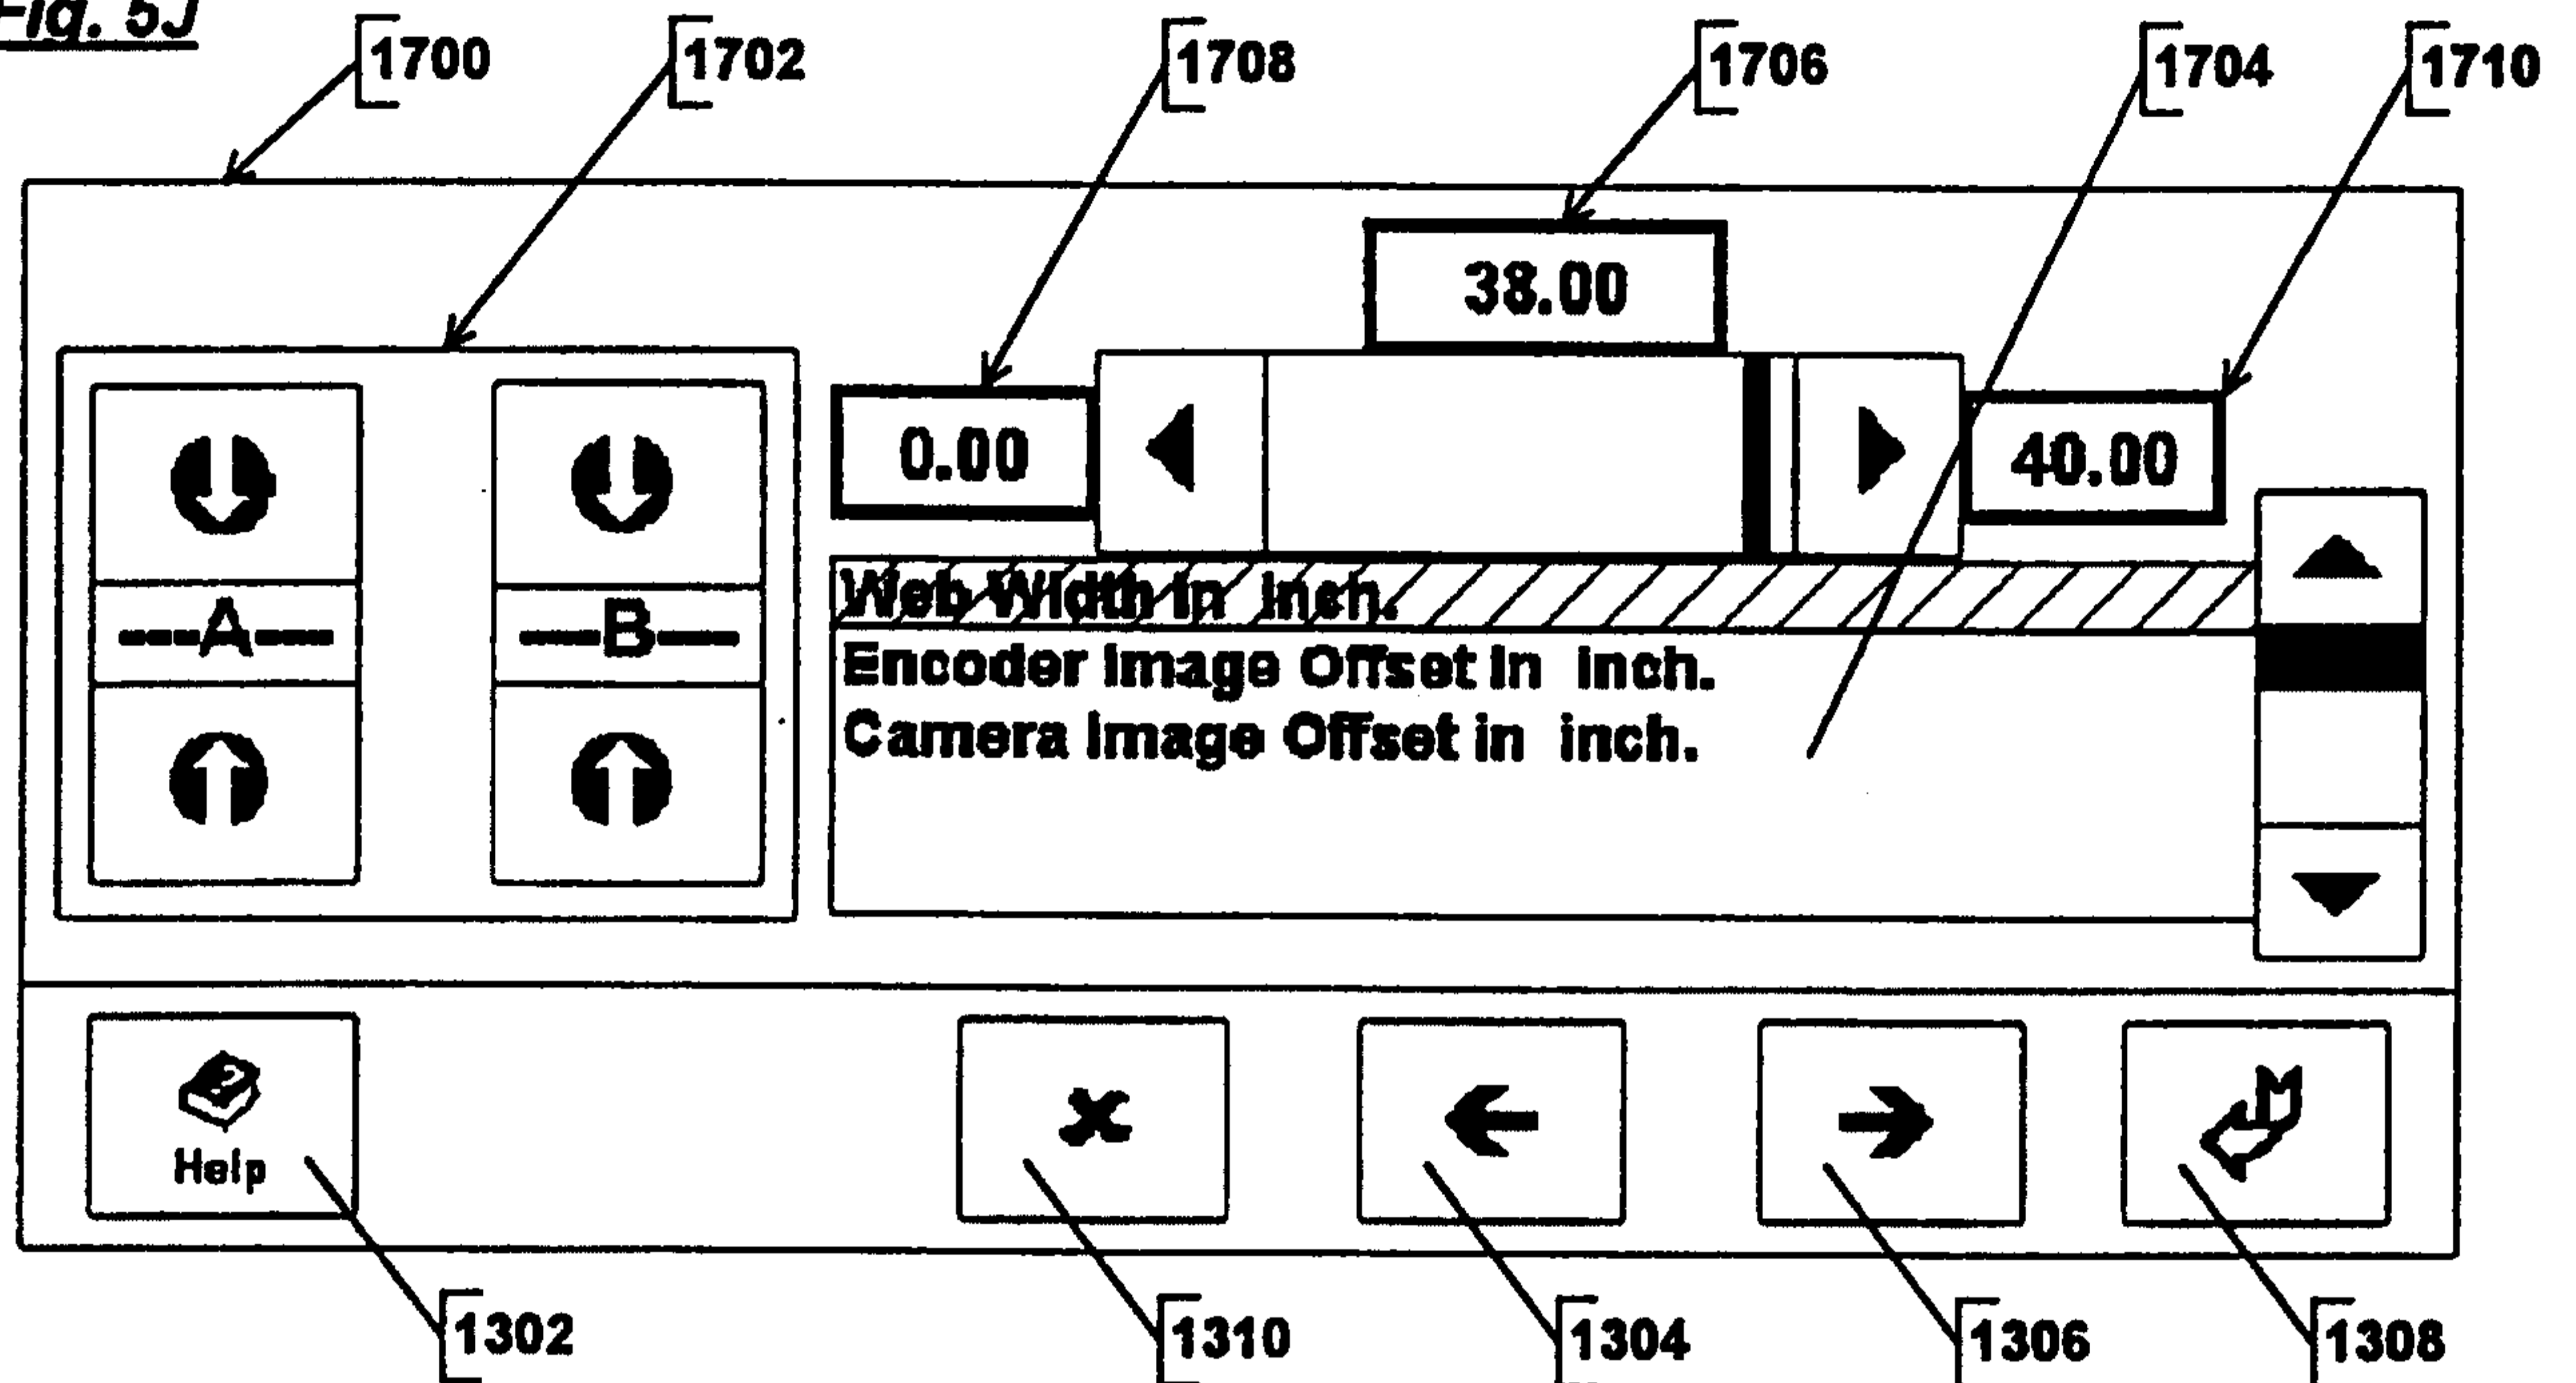 Fig. 5J
1700
1702
1708
1706
1704
1710
38.00
0.00
40.00
A
B
Web Width in inch.
Encoder Image Offset in inch.
Camera Image Offset in inch.
?
Help
M
1302
1310
1304
1306
1308